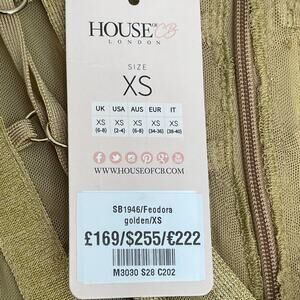 HOUSE OF CB
LONDON
SIZE
XS
UK USA AUS EUR IT
XS XS XS XS XS
(6-8) (2-4) (6-8) (34-36) (38-40)
WWW.HOUSEOFCB.COM
SB1946/Feodora
golden/XS
£169/$255/€222
M3030 S28 C202